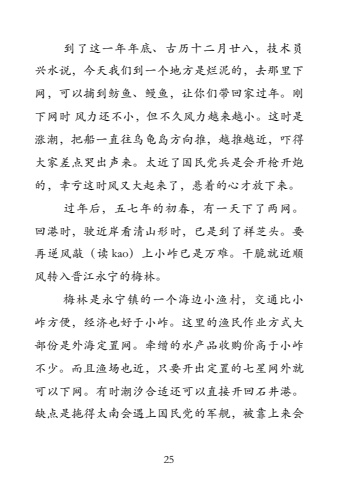 到了这一年年底、古历十二月廿八，技术员
兴水说，今天我们到一个地方是烂泥的，去那里下
网，可以捕到鲂鱼、鳗鱼，让你们带回家过年。刚
下网时 风力还不小，但不久风力越来越小。这时是
涨潮，把船一直往乌龟岛方向推，越推越近，吓得
大家差点哭出声来。太近了国民党兵是会开枪开炮
的，幸亏这时风又大起来了，悬着的心才放下来。
过年后，五七年的初春，有一天下了两网。
回港时，驶近岸看清山形时，已是到了祥芝头。要
再逆风敲（读 kao）上小岞已是万难。干脆就近顺
风转入晋江永宁的梅林。
梅林是永宁镇的一个海边小渔村，交通比小
岞方便，经济也好于小岞。这里的渔民作业方式大
部份是外海定置网。牵缯的水产品收购价高于小岞
不少。而且渔场也近，只要开出定置的七星网外就
可以下网。有时潮汐合适还可以直接开回石井港。
缺点是拖得太南会遇上国民党的军舰，被靠上来会
25